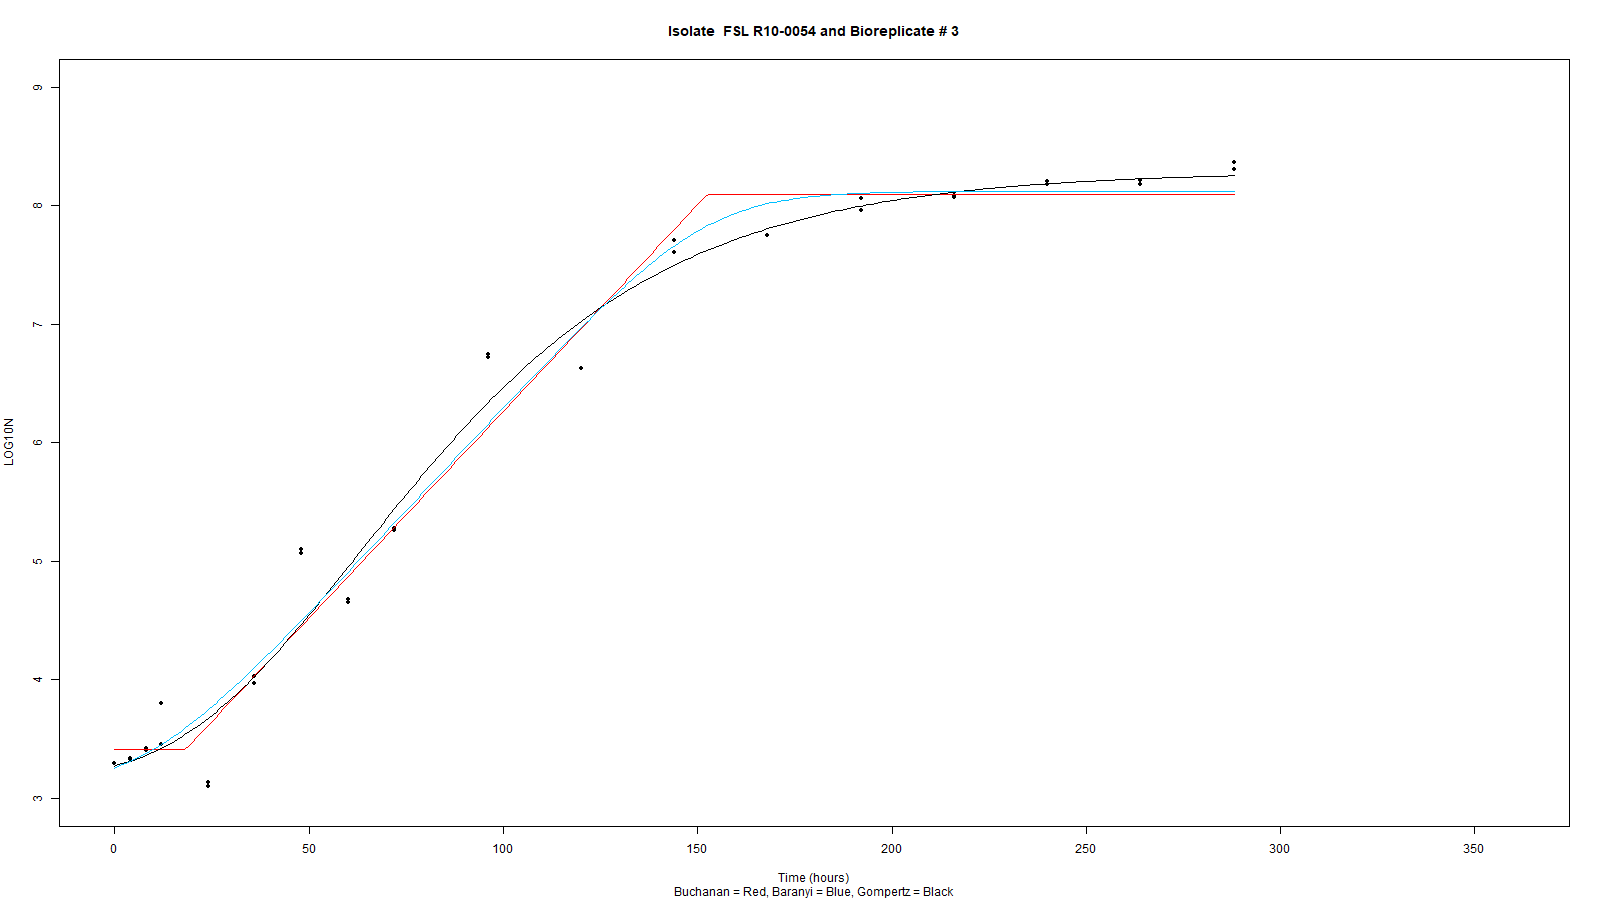 Isolate  FSL R10-0054 and Bioreplicate # 3
9
8
7
6
5
4
3
LOG10N
0 50 100 150 200 250 300 350
Time (hours)
Buchanan = Red, Baranyi = Blue, Gompertz = Black